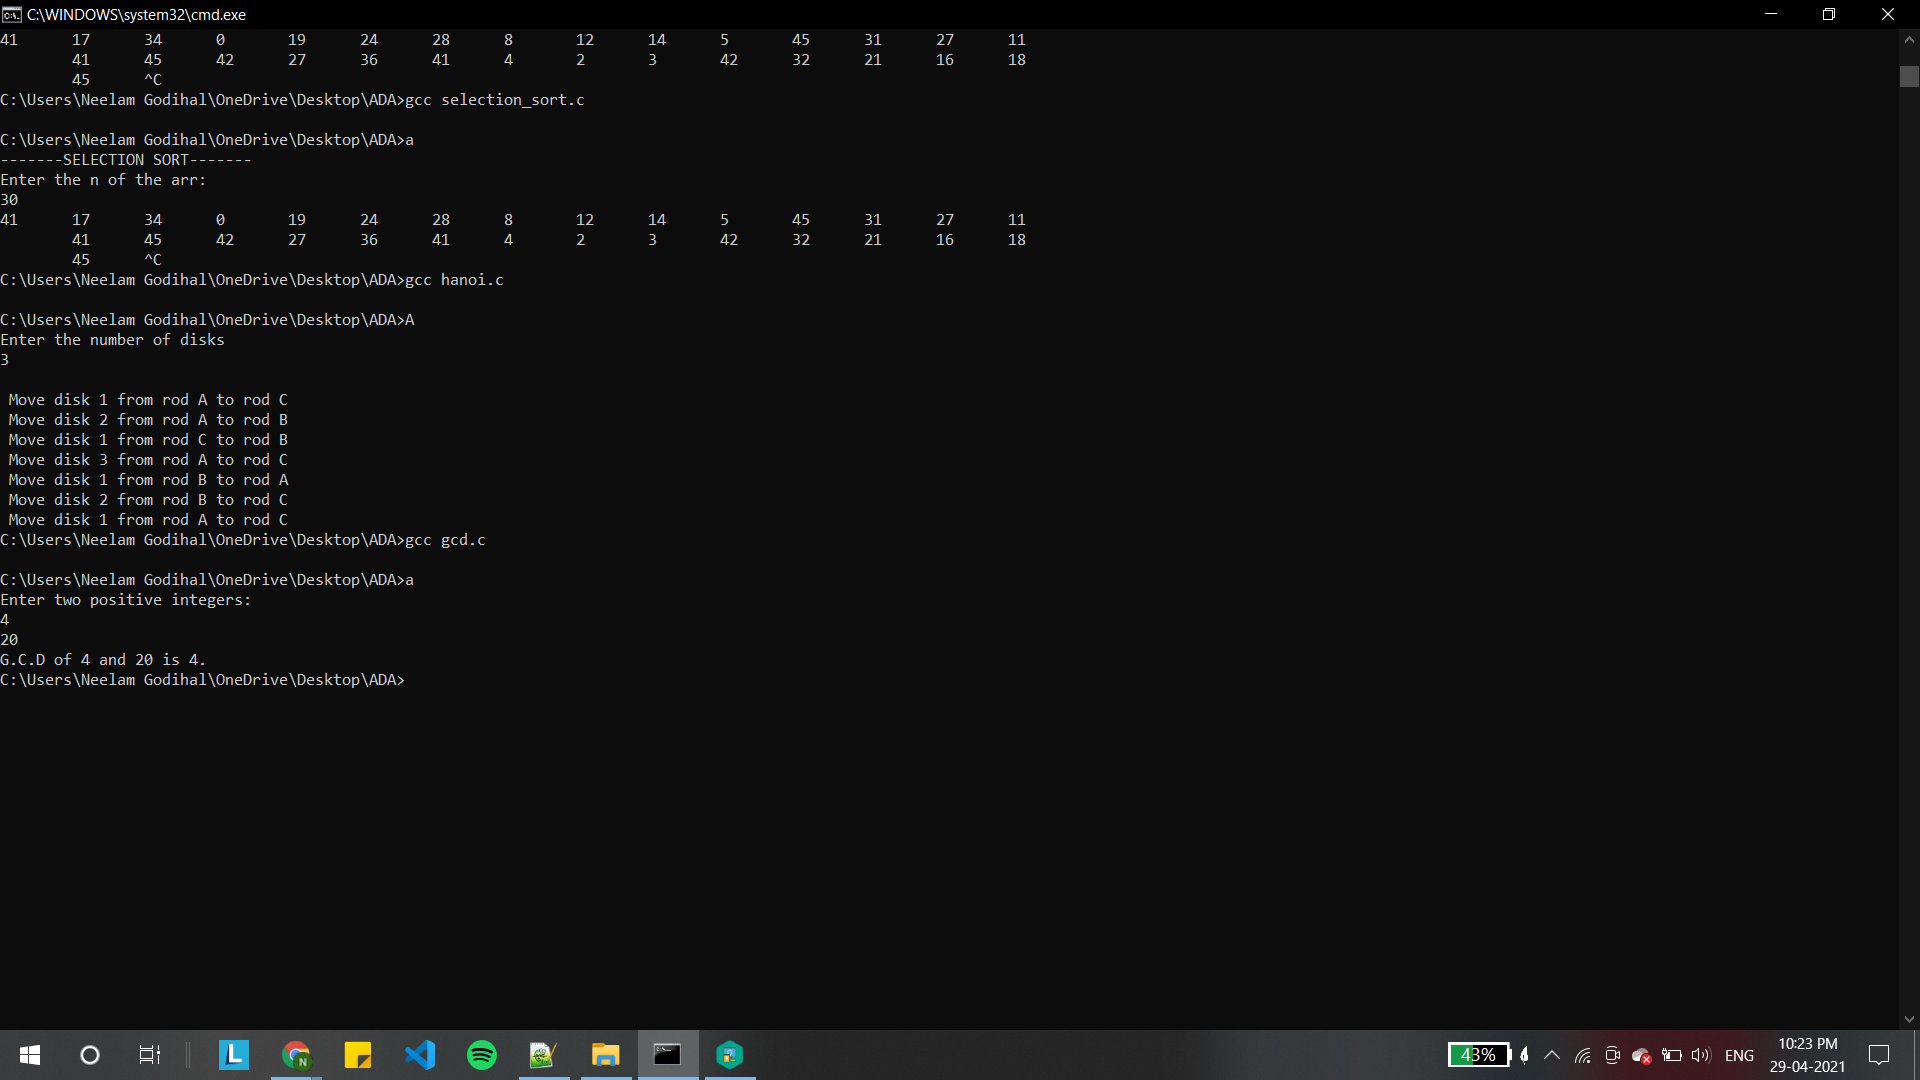 C:\WINDOWS\system32\cmd.exe
41 17 34 0 19 24 28 8 12 14 5 45 31 27 11
41 45 42 27 36 41 4 2 3 42 32 21 16 18
45 ^C
C:\Users\Neelam Godihal\OneDrive\Desktop\ADA>gcc selection_sort.c
C:\Users\Neelam Godihal\OneDrive\Desktop\ADA>a
-------SELECTION SORT-------
Enter the n of the arr:
30
41 17 34 0 19 24 28 8 12 14 5 45 31 27 11
41 45 42 27 36 41 4 2 3 42 32 21 16 18
45 ^C
C:\Users\Neelam Godihal\OneDrive\Desktop\ADA>gcc hanoi.c
C:\Users\Neelam Godihal\OneDrive\Desktop\ADA>A
Enter the number of disks
3
Move disk 1 from rod A to rod C
Move disk 2 from rod A to rod B
Move disk 1 from rod C to rod B
Move disk 3 from rod A to rod C
Move disk 1 from rod B to rod A
Move disk 2 from rod B to rod C
Move disk 1 from rod A to rod C
C:\Users\Neelam Godihal\OneDrive\Desktop\ADA>gcc gcd.c
C:\Users\Neelam Godihal\OneDrive\Desktop\ADA>a
Enter two positive integers:
4
20
G.C.D of 4 and 20 is 4.
C:\Users\Neelam Godihal\OneDrive\Desktop\ADA>
L
N
43%
ENG
10:23 PM
29-04-2021